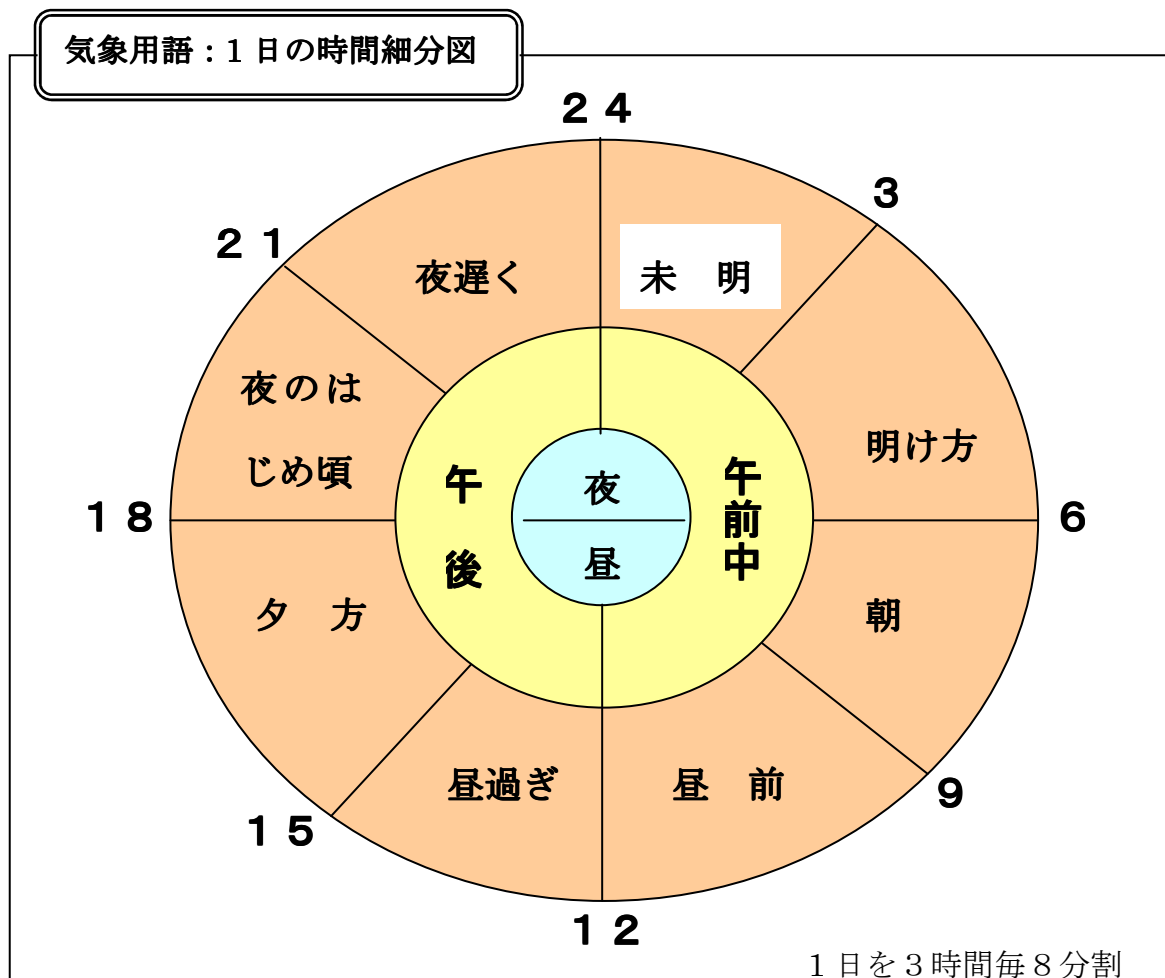 気象用語：１日の時間細分図
２４
３
２１
夜遅く
未　明
夜のは
じめ頃
明け方
午後
夜
午前中
１８
６
昼
夕　方
朝
昼過ぎ
昼　前
９
１５
１２
１日を３時間毎８分割